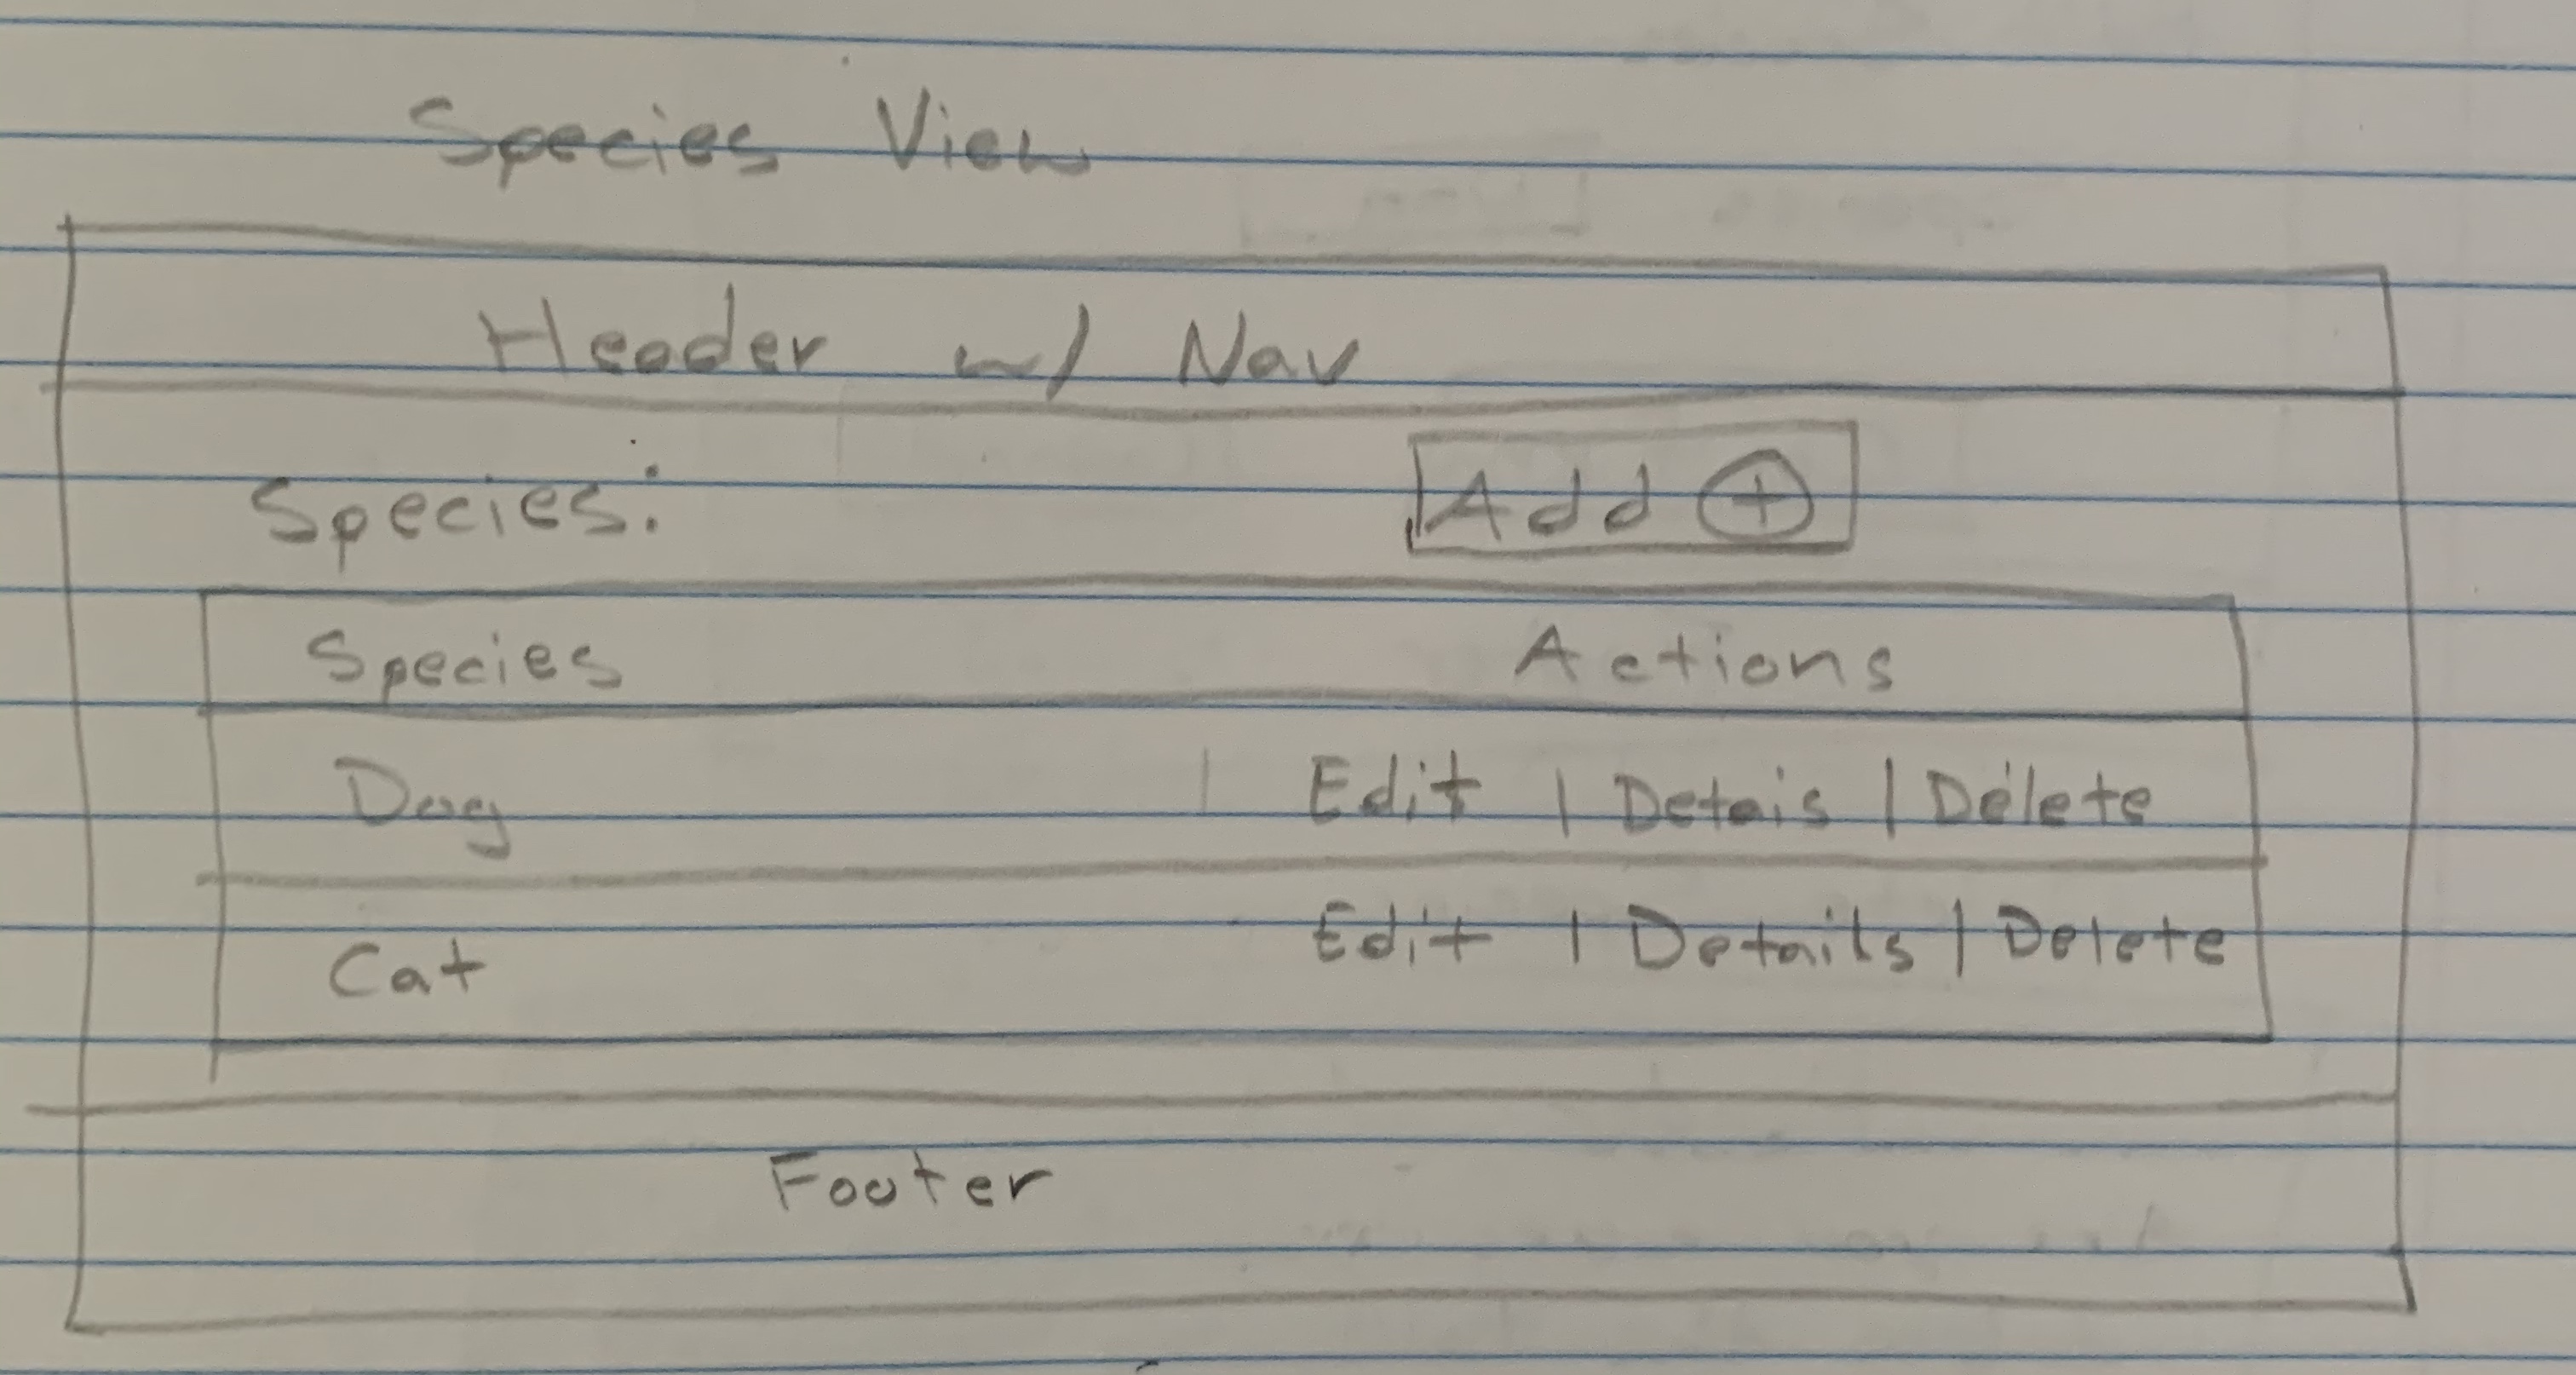 Species View
Header w/ Nav
Species:
Add +
Species Actions
Dog Edit | Detais | Delete
Cat Edit | Details | Delete
Footer